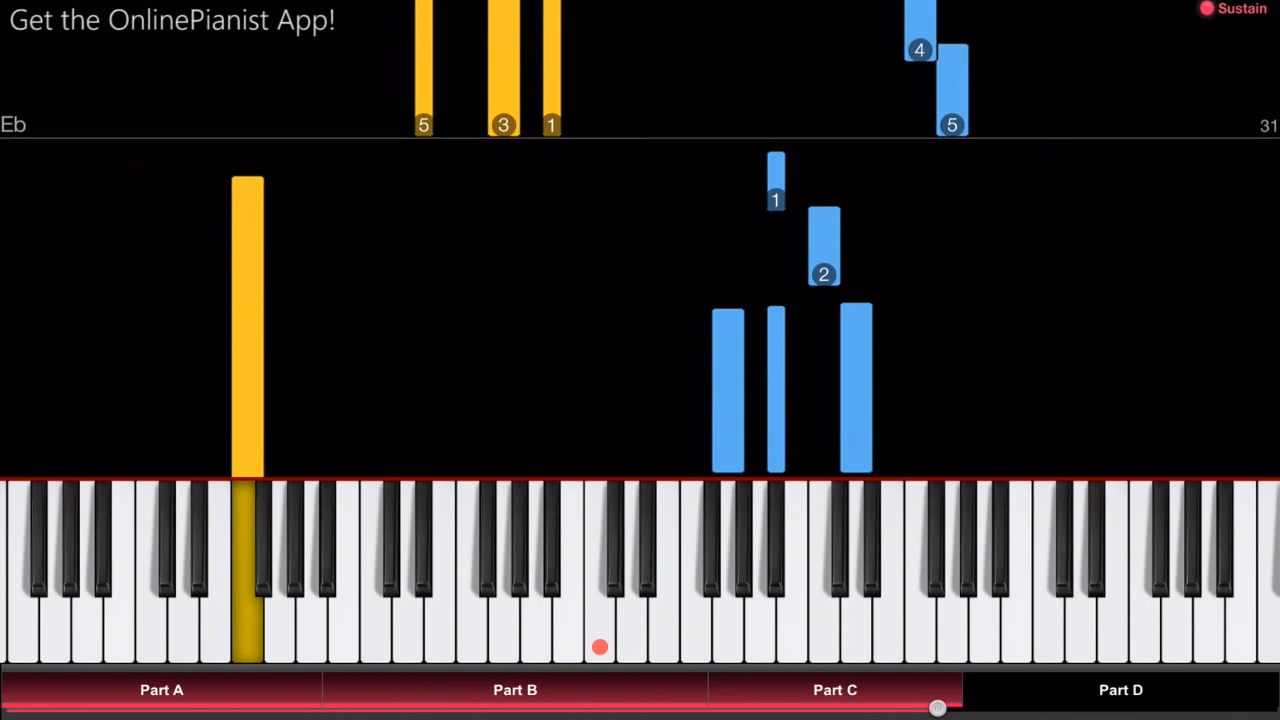 Get the OnlinePianist App!
Sustain
4
5
3
1
5
Eb
31
1
2
Part A
Part B
Part C
Part D